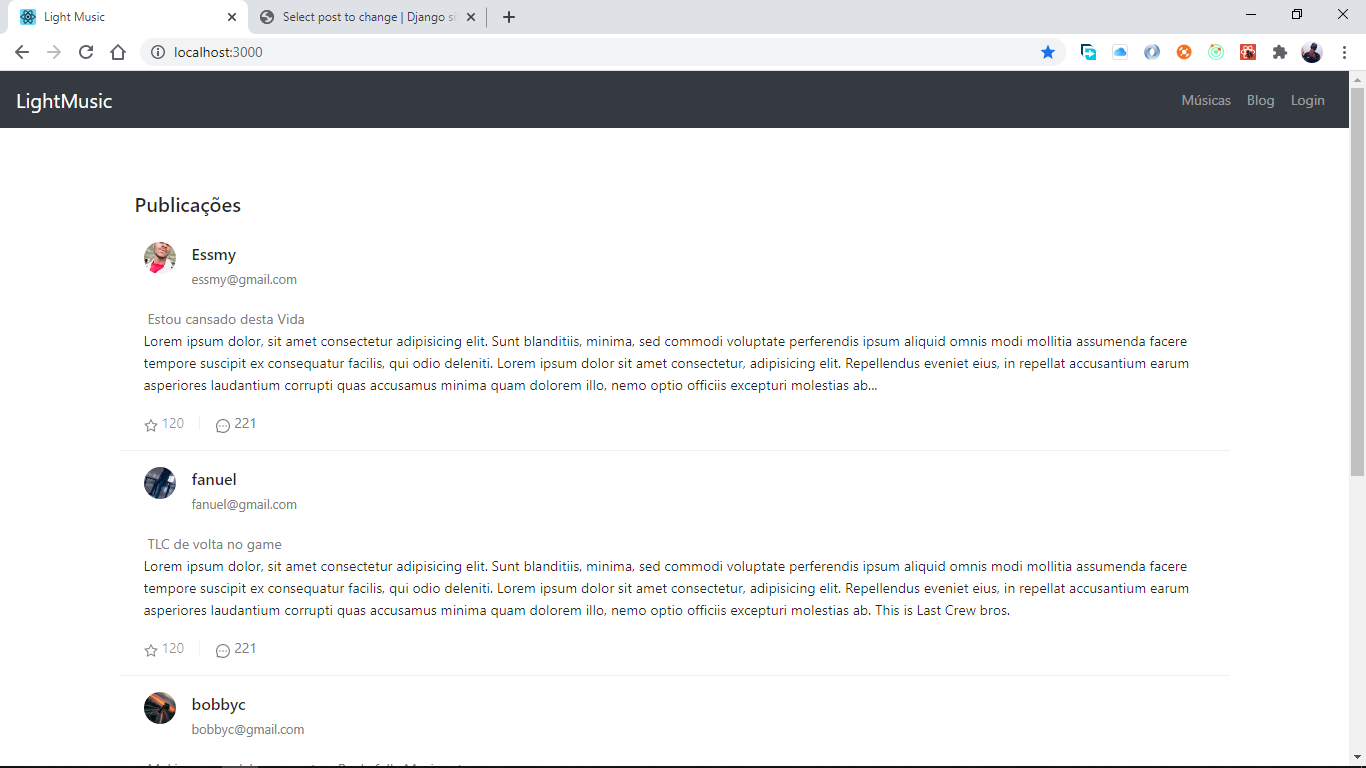 Light Music
Select post to change | Django si
localhost:3000
LightMusic
Músicas Blog Login
Publicações
Essmy
essmy@gmail.com
Estou cansado desta Vida
Lorem ipsum dolor, sit amet consectetur adipisicing elit. Sunt blanditiis, minima, sed commodi voluptate perferendis ipsum aliquid omnis modi mollitia assumenda facere
tempore suscipit ex consequatur facilis, qui odio deleniti. Lorem ipsum dolor sit amet consectetur, adipisicing elit. Repellendus eveniet eius, in repellat accusantium earum
asperiores laudantium corrupti quas accusamus minima quam dolorem illo, nemo optio officiis excepturi molestias ab...
120 221
fanuel
fanuel@gmail.com
TLC de volta no game
Lorem ipsum dolor, sit amet consectetur adipisicing elit. Sunt blanditiis, minima, sed commodi voluptate perferendis ipsum aliquid omnis modi mollitia assumenda facere
tempore suscipit ex consequatur facilis, qui odio deleniti. Lorem ipsum dolor sit amet consectetur, adipisicing elit. Repellendus eveniet eius, in repellat accusantium earum
asperiores laudantium corrupti quas accusamus minima quam dolorem illo, nemo optio officiis excepturi molestias ab. This is Last Crew bros.
120 221
bobbyc
bobbyc@gmail.com